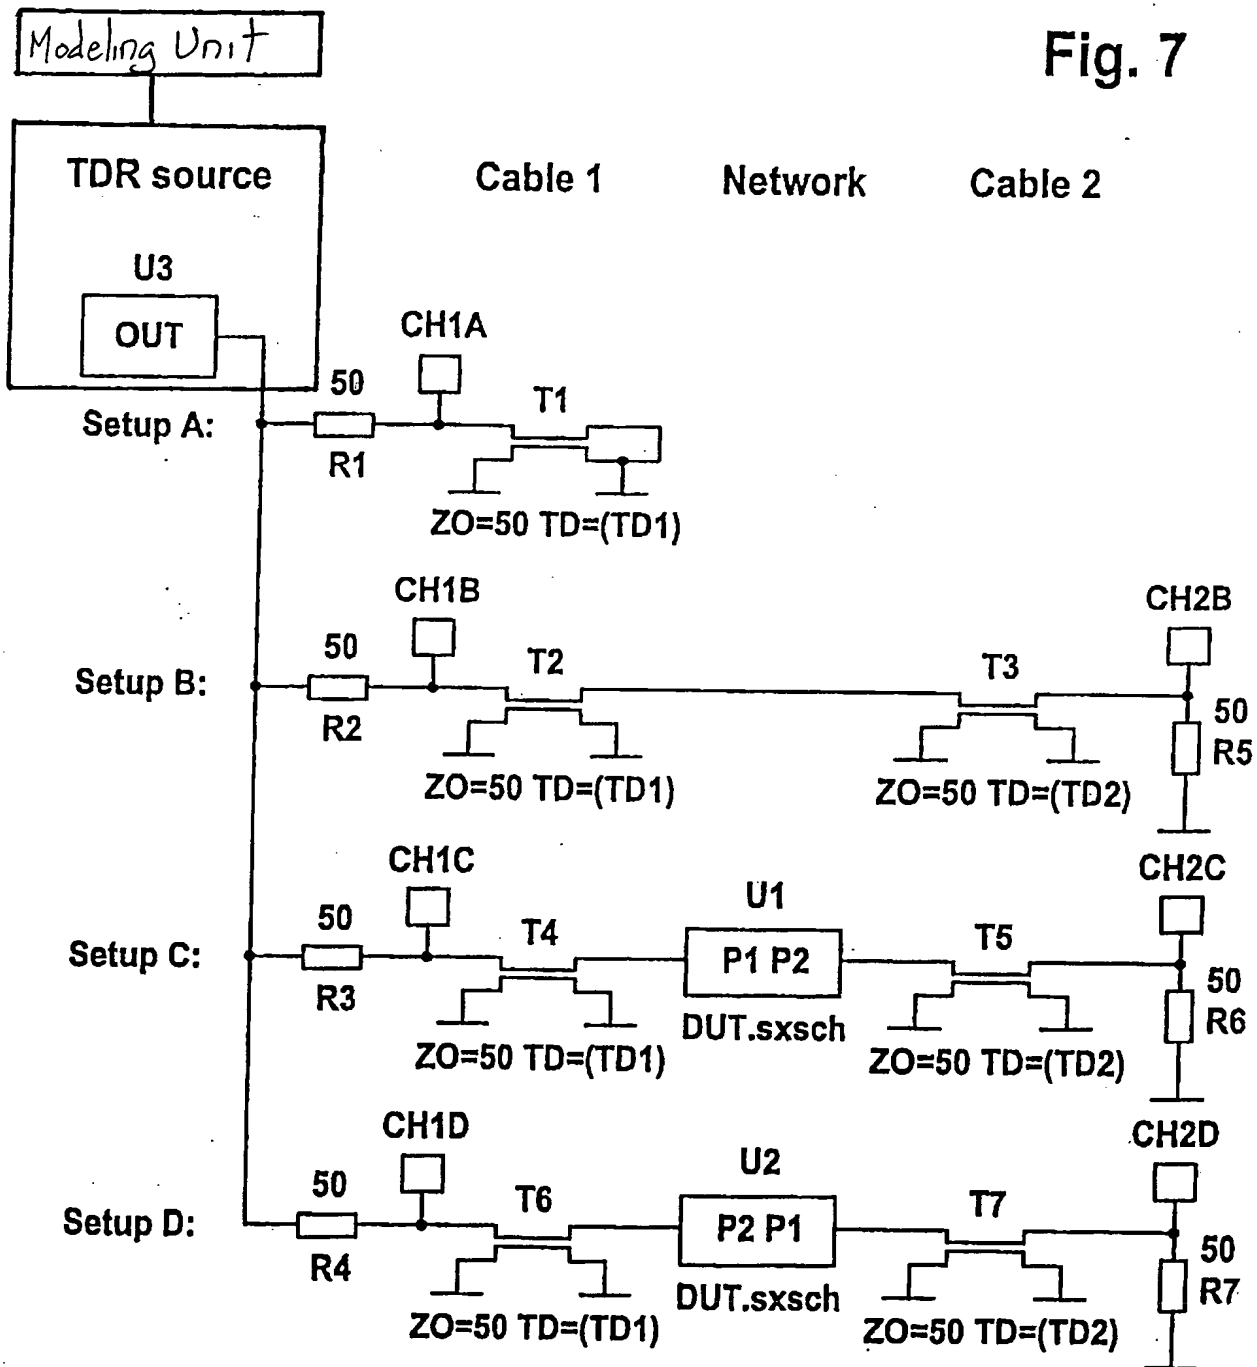 Modeling Unit
Fig. 7
TDR source
Cable 1
Network
Cable 2
U3
OUT
CH1A
50
T1
Setup A:
R1
ZO=50 TD=(TD1)
CH1B
CH2B
50
T2
T3
Setup B:
50
R2
R5
ZO=50 TD=(TD1)
ZO=50 TD=(TD2)
CH1C
CH2C
U1
50
T4
T5
Setup C:
P1 P2
50
R3
DUT.sxsch
R6
ZO=50 TD=(TD1)
ZO=50 TD=(TD2)
CH1D
CH2D
U2
50
T6
T7
Setup D:
P2 P1
50
R4
DUT.sxsch
R7
ZO=50 TD=(TD1)
ZO=50 TD=(TD2)